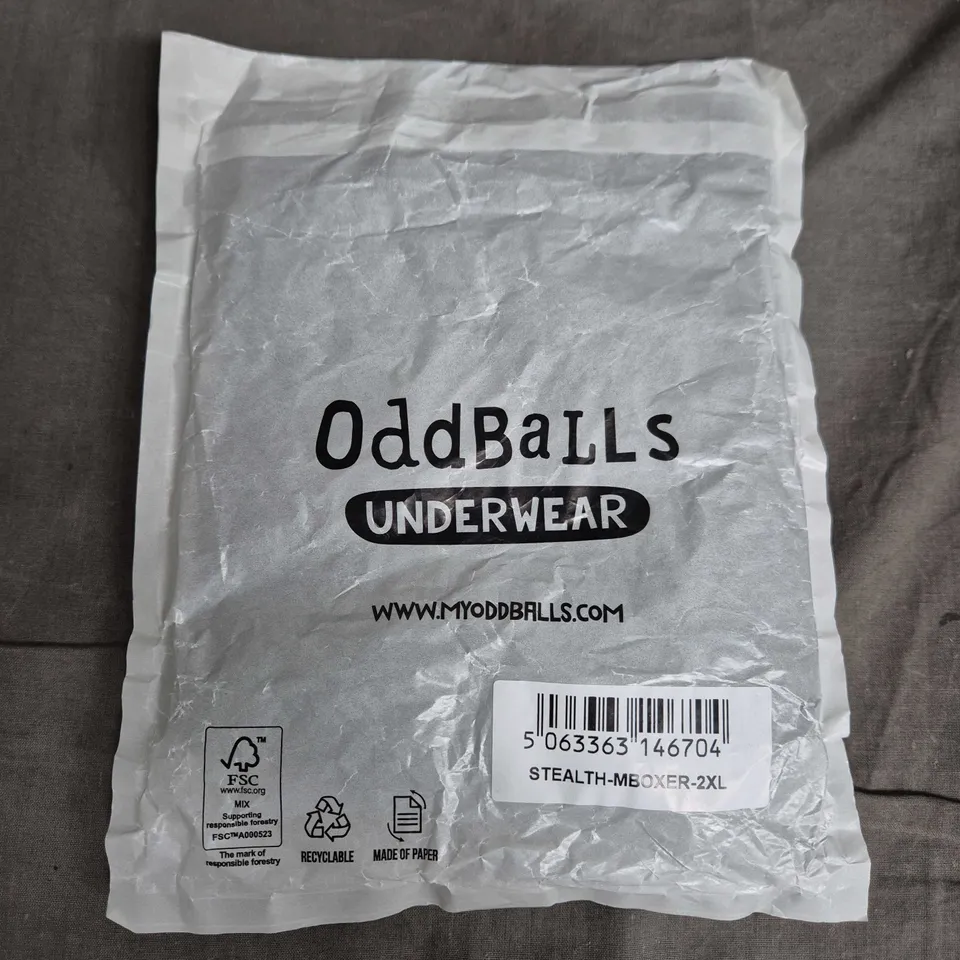 OddBaLLs
UNDERWEAR
WWW.MYODDBALLS.COM
5 063363 146704
STEALTH-MBOXER-2XL
TM
FSC
www.fsc.org
MIX
Supporting
responsible forestry
FSC™A000523
The mark of
responsible forestry
RECYCLABLE
MADE OF PAPER